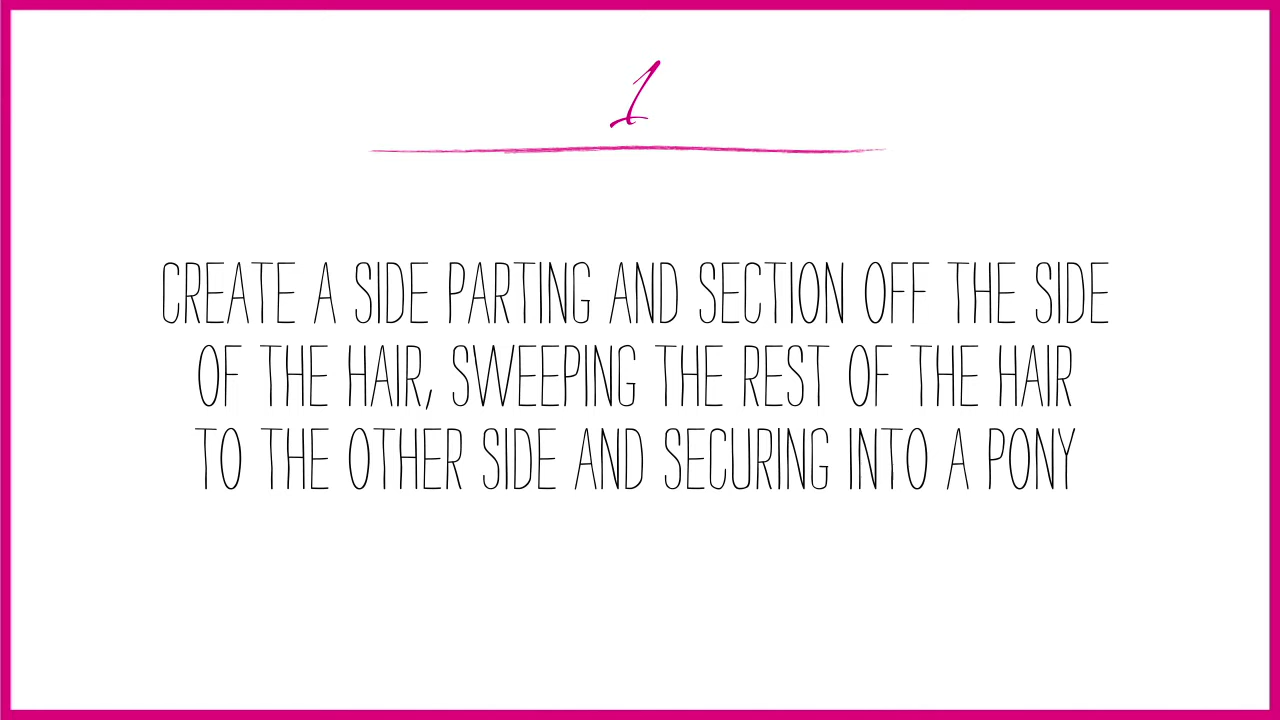 1
CREATE A SIDE PARTING AND SECTION OFF THE SIDE
OF THE HAIR, SWEEPING THE REST OF THE HAIR
TO THE OTHER SIDE AND SECURING INTO A PONY